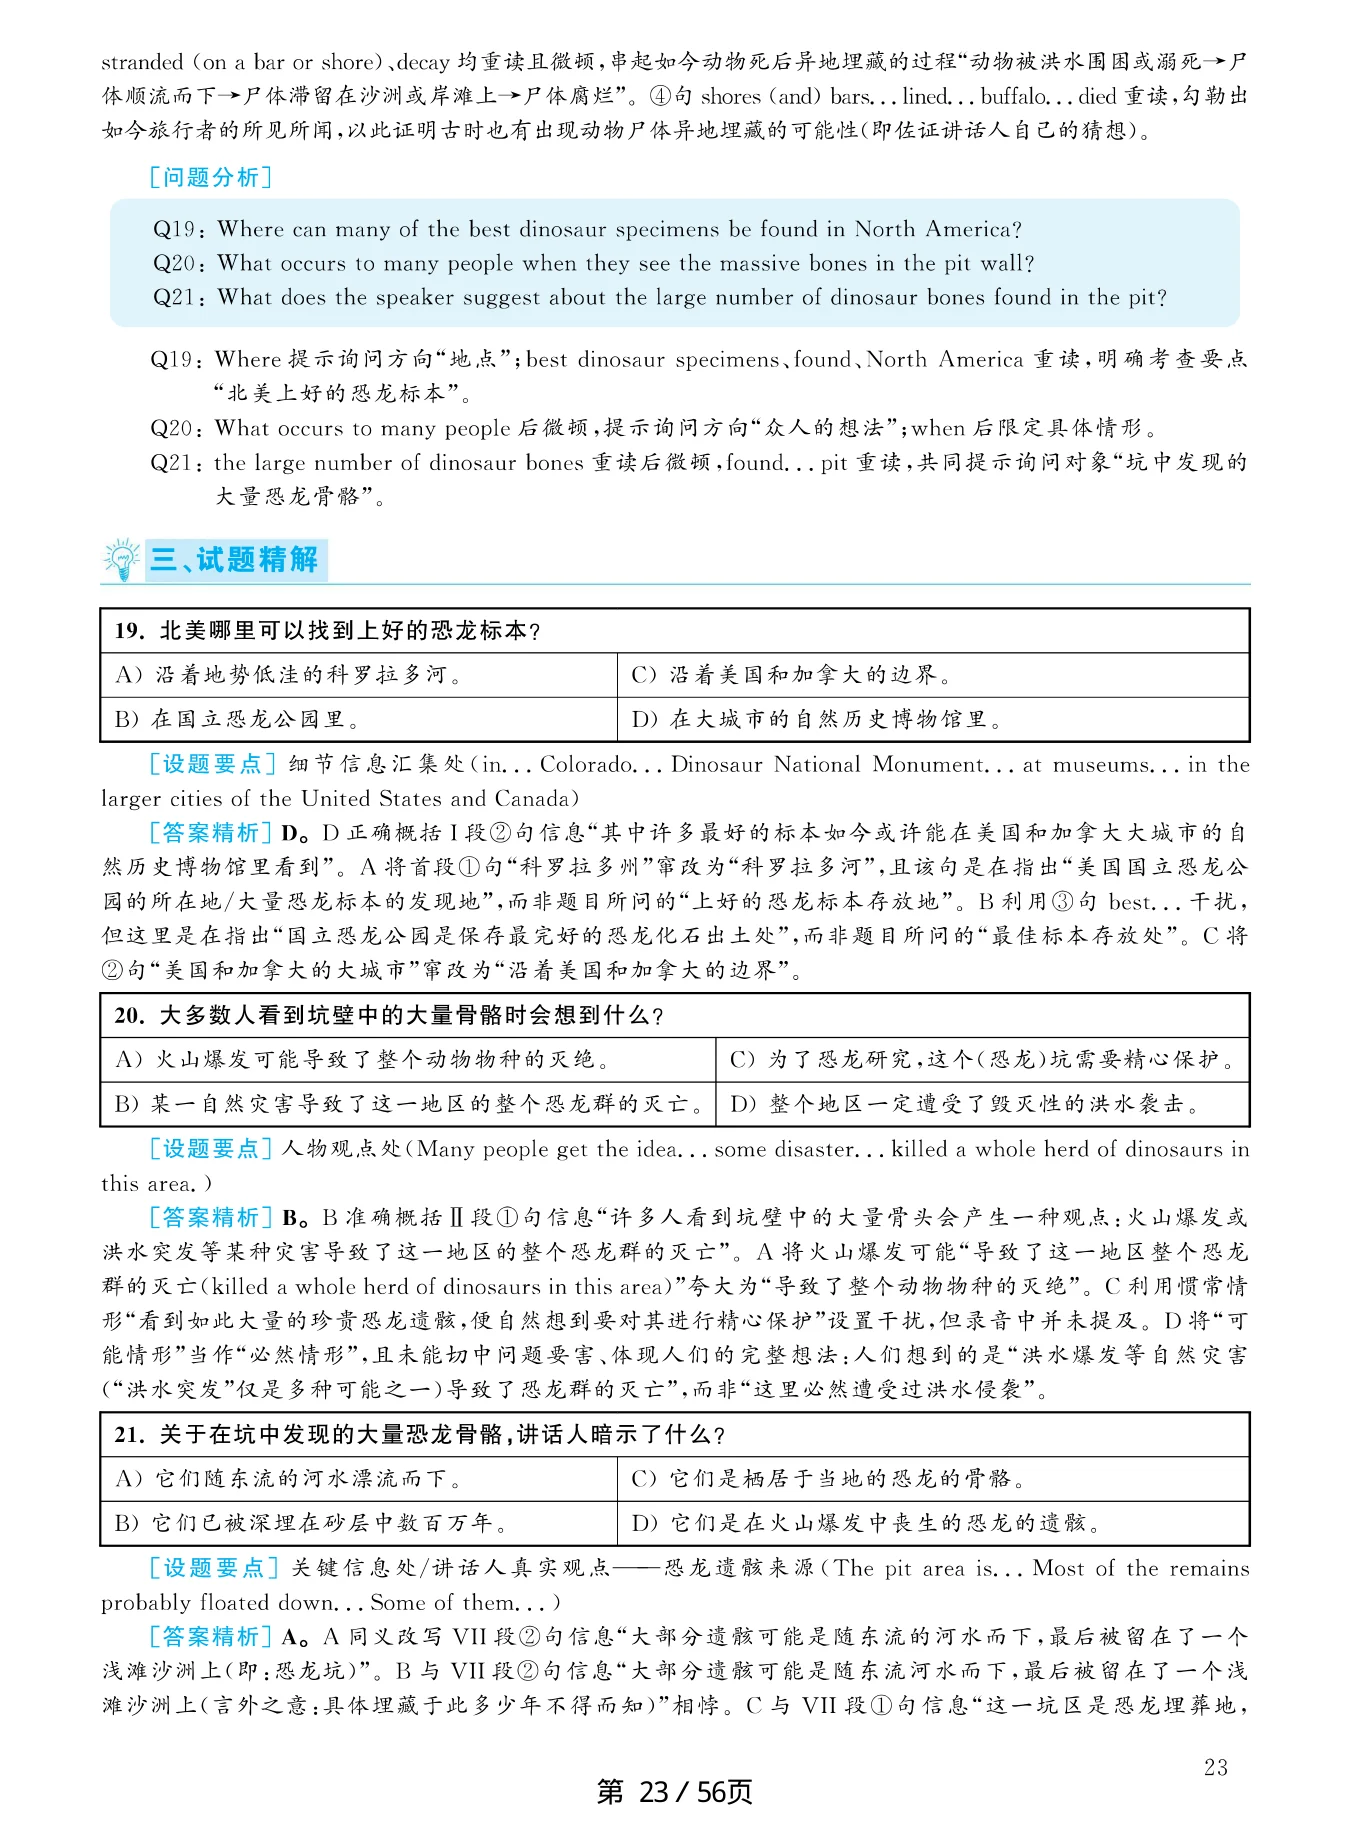 stranded (on a bar or shore)、decay 均重读且微顿,串起如今动物死后异地埋藏的过程“动物被洪水围困或溺死→尸
体顺流而下→尸体滞留在沙洲或岸滩上→尸体腐烂”。④句 shores (and) bars...lined...buffalo...died 重读,勾勒出
如今旅行者的所见所闻,以此证明古时也有出现动物尸体异地埋藏的可能性(即佐证讲话人自己的猜想)。
[问题分析]
Q19: Where can many of the best dinosaur specimens be found in North America?
Q20: What occurs to many people when they see the massive bones in the pit wall?
Q21: What does the speaker suggest about the large number of dinosaur bones found in the pit?
Q19: Where 提示询问方向“地点”;best dinosaur specimens、found、North America 重读,明确考查要点
“北美上好的恐龙标本”。
Q20: What occurs to many people 后微顿,提示询问方向“众人的想法”;when 后限定具体情形。
Q21: the large number of dinosaur bones 重读后微顿,found...pit 重读,共同提示询问对象“坑中发现的
大量恐龙骨骼”。
三、试题精解
19. 北美哪里可以找到上好的恐龙标本?
A) 沿着地势低洼的科罗拉多河。
C) 沿着美国和加拿大的边界。
B) 在国立恐龙公园里。
D) 在大城市的自然历史博物馆里。
[设题要点] 细节信息汇集处(in...Colorado...Dinosaur National Monument...at museums...in the
larger cities of the United States and Canada)
[答案精析] D。D 正确概括 I 段②句信息“其中许多最好的标本如今或许能在美国和加拿大大城市的自
然历史博物馆里看到”。A 将首段①句“科罗拉多州”窜改为“科罗拉多河”,且该句是在指出“美国国立恐龙公
园的所在地/大量恐龙标本的发现地”,而非题目所问的“上好的恐龙标本存放地”。B 利用③句 best...干扰,
但这里是在指出“国立恐龙公园是保存最完好的恐龙化石出土处”,而非题目所问的“最佳标本存放处”。C 将
②句“美国和加拿大的大城市”窜改为“沿着美国和加拿大的边界”。
20. 大多数人看到坑壁中的大量骨骼时会想到什么?
A) 火山爆发可能导致了整个动物物种的灭绝。
C) 为了恐龙研究,这个(恐龙)坑需要精心保护。
B) 某一自然灾害导致了这一地区的整个恐龙群的灭亡。
D) 整个地区一定遭受了毁灭性的洪水袭击。
[设题要点] 人物观点处(Many people get the idea...some disaster...killed a whole herd of dinosaurs in
this area.)
[答案精析] B。B 准确概括 II 段①句信息“许多人看到坑壁中的大量骨头会产生一种观点:火山爆发或
洪水突发等某种灾害导致了这一地区的整个恐龙群的灭亡”。A 将火山爆发可能“导致了这一地区整个恐龙
群的灭亡(killed a whole herd of dinosaurs in this area)”夸大为“导致了整个动物物种的灭绝”。C 利用惯常情
形“看到如此大量的珍贵恐龙遗骸,便自然想到要对其进行精心保护”设置干扰,但录音中并未提及。D 将“可
能情形”当作“必然情形”,且未能切中问题要害、体现人们的完整想法:人们想到的是“洪水爆发等自然灾害
(“洪水突发”仅是多种可能之一)导致了恐龙群的灭亡”,而非“这里必然遭受过洪水侵袭”。
21. 关于在坑中发现的大量恐龙骨骼,讲话人暗示了什么?
A) 它们随东流的河水漂流而下。
C) 它们是栖居于当地的恐龙的骨骼。
B) 它们已被深埋在砂层中数百万年。
D) 它们是在火山爆发中丧生的恐龙的遗骸。
[设题要点] 关键信息处/讲话人真实观点——恐龙遗骸来源(The pit area is...Most of the remains
probably floated down...Some of them...)
[答案精析] A。A 同义改写 VII 段②句信息“大部分遗骸可能是随东流的河水而下,最后被留在了一个
浅滩沙洲上(即:恐龙坑)”。B 与 VII 段②句信息“大部分遗骸可能是随东流河水而下,最后被留在了一个浅
滩沙洲上(言外之意:具体埋藏于此多少年不得而知)”相悖。C 与 VII 段①句信息“这一坑区是恐龙埋葬地,
23
第 23 / 56页